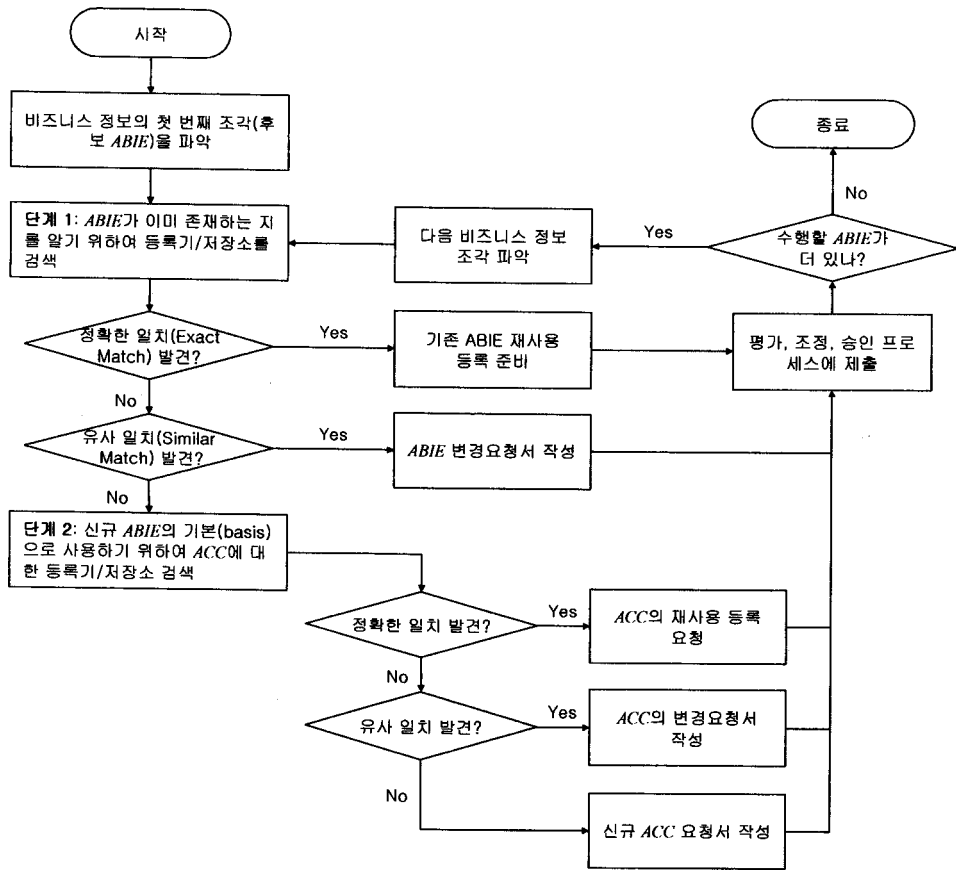 시작
비즈니스 정보의 첫 번째 조각(후
보 ABIE)을 파악
종료
No
단계 1: ABIE가 이미 존재하는 지
를 알기 위하여 등록기/저장소를
검색
다음 비즈니스 정보
조각 파악
Yes
수행할 ABIE가
더 있나?
정확한 일치(Exact
Match) 발견?
Yes
기존 ABIE 재사용
등록 준비
평가, 조정, 승인 프로
세스에 제출
No
유사 일치(Similar
Match) 발견?
Yes
ABIE 변경요청서 작성
No
단계 2: 신규 ABIE의 기본(basis)
으로 사용하기 위하여 ACC에 대
한 등록기/저장소 검색
정확한 일치 발견?
Yes
ACC의 재사용 등록
요청
No
유사 일치 발견?
Yes
ACC의 변경요청서
작성
No
신규 ACC 요청서 작성